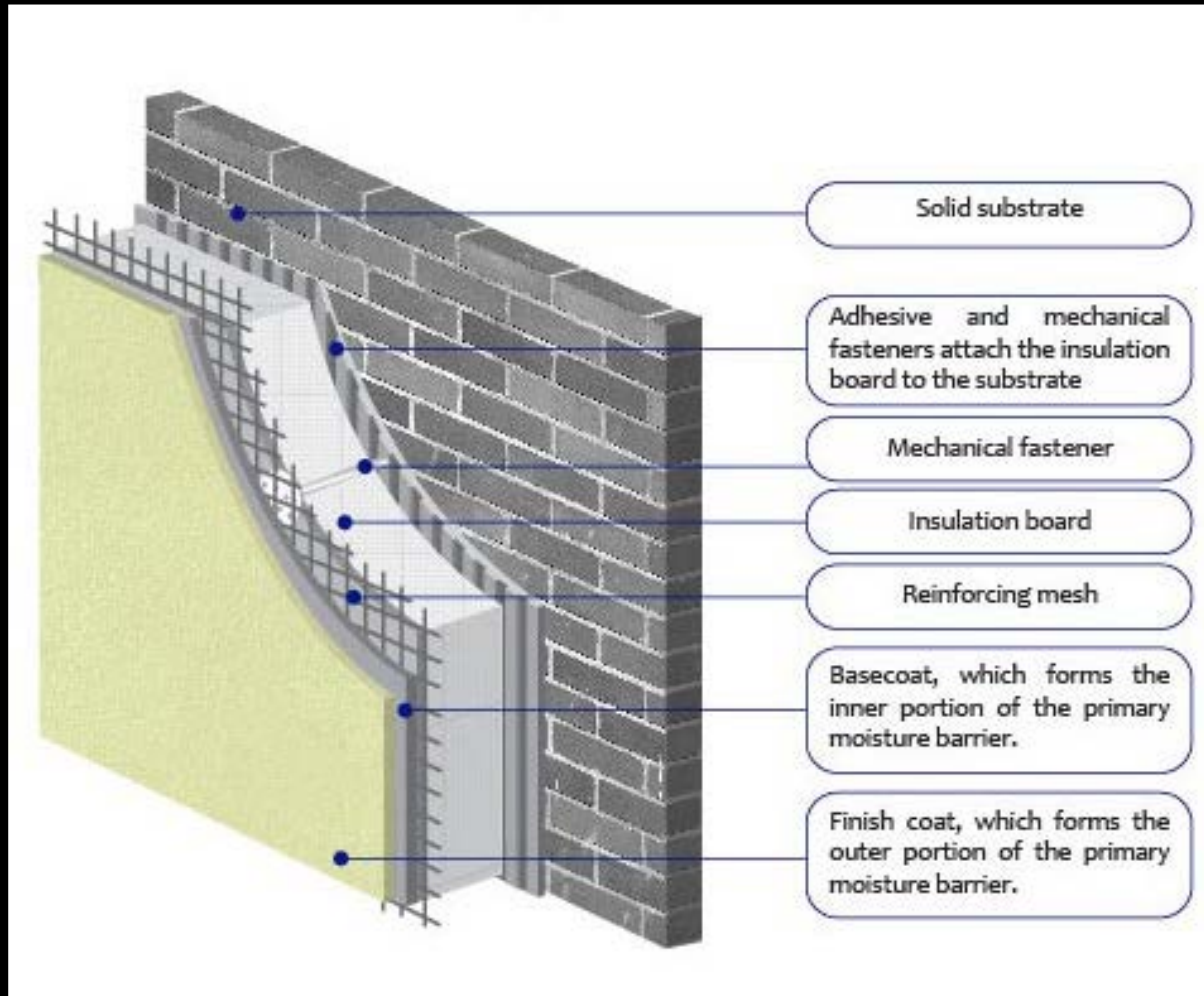 Solid substrate
Adhesive and mechanical
fasteners attach the insulation
board to the substrate
Mechanical fastener
Insulation board
Reinforcing mesh
Basecoat, which forms the
inner portion of the primary
moisture barrier.
Finish coat, which forms the
outer portion of the primary
moisture barrier.